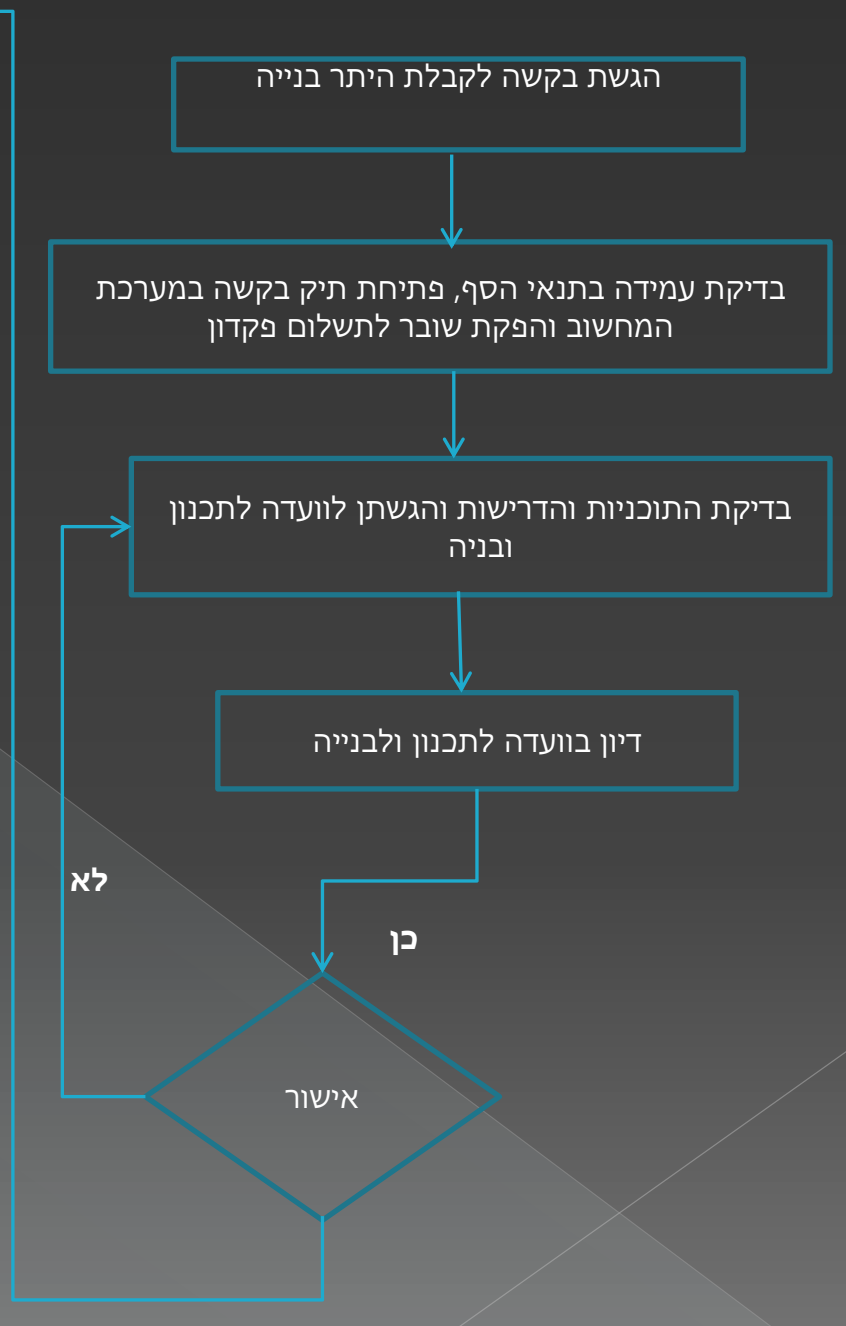 הגשת בקשה לקבלת היתר בנייה
בדיקת עמידה בתנאי הסף, פתיחת תיק בקשה במערכת
המחשוב והפקת שובר לתשלום פקדון
בדיקת התוכניות והדרישות והגשתן לוועדה לתכנון
ובניה
דיון בוועדה לתכנון ולבנייה
לא
כן
אישור